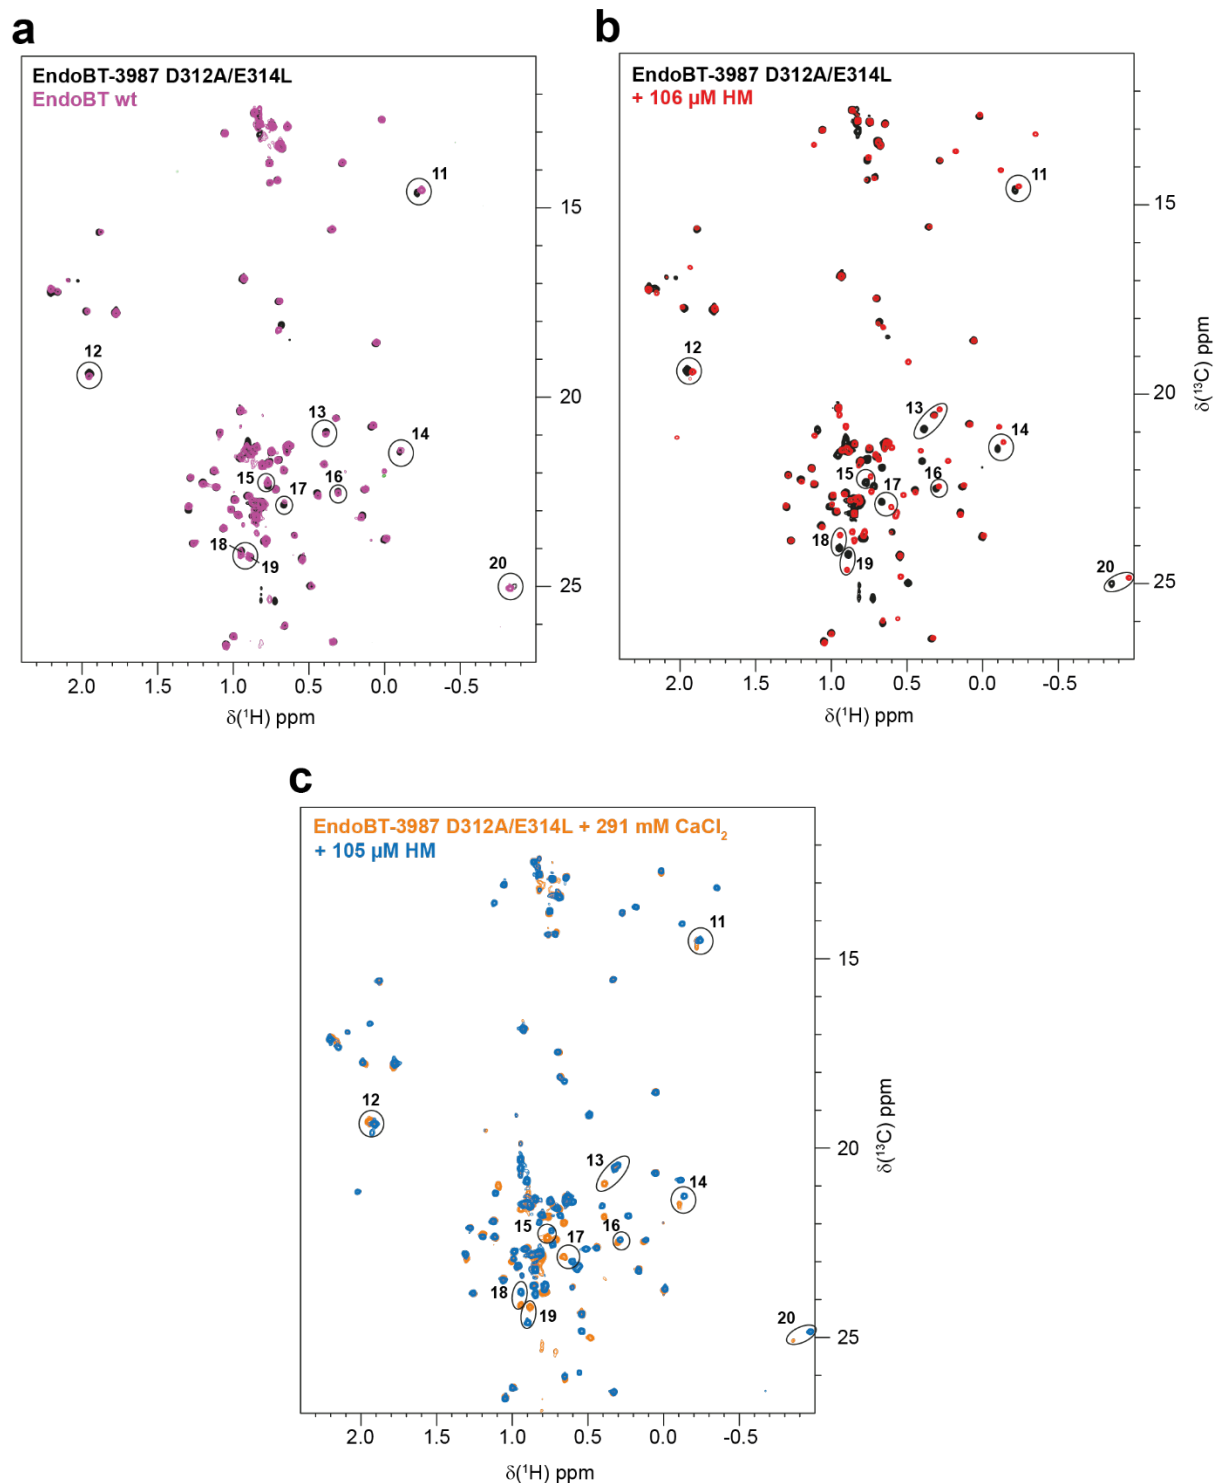 a
EndoBT-3987 D312A/E314L
EndoBT wt
11
12
13
14
15
16
17
18
19
20
15
20
25
2.0 1.5 1.0 0.5 0.0 -0.5
δ(¹H) ppm
b
EndoBT-3987 D312A/E314L
+ 106 µM HM
11
12
13
14
15
16
17
18
19
20
15
20
25
δ(¹³C) ppm
2.0 1.5 1.0 0.5 0.0 -0.5
δ(¹H) ppm
c
EndoBT-3987 D312A/E314L + 291 mM CaCl₂
+ 105 µM HM
11
12
13
14
15
16
17
18
19
20
15
20
25
δ(¹³C) ppm
2.0 1.5 1.0 0.5 0.0 -0.5
δ(¹H) ppm